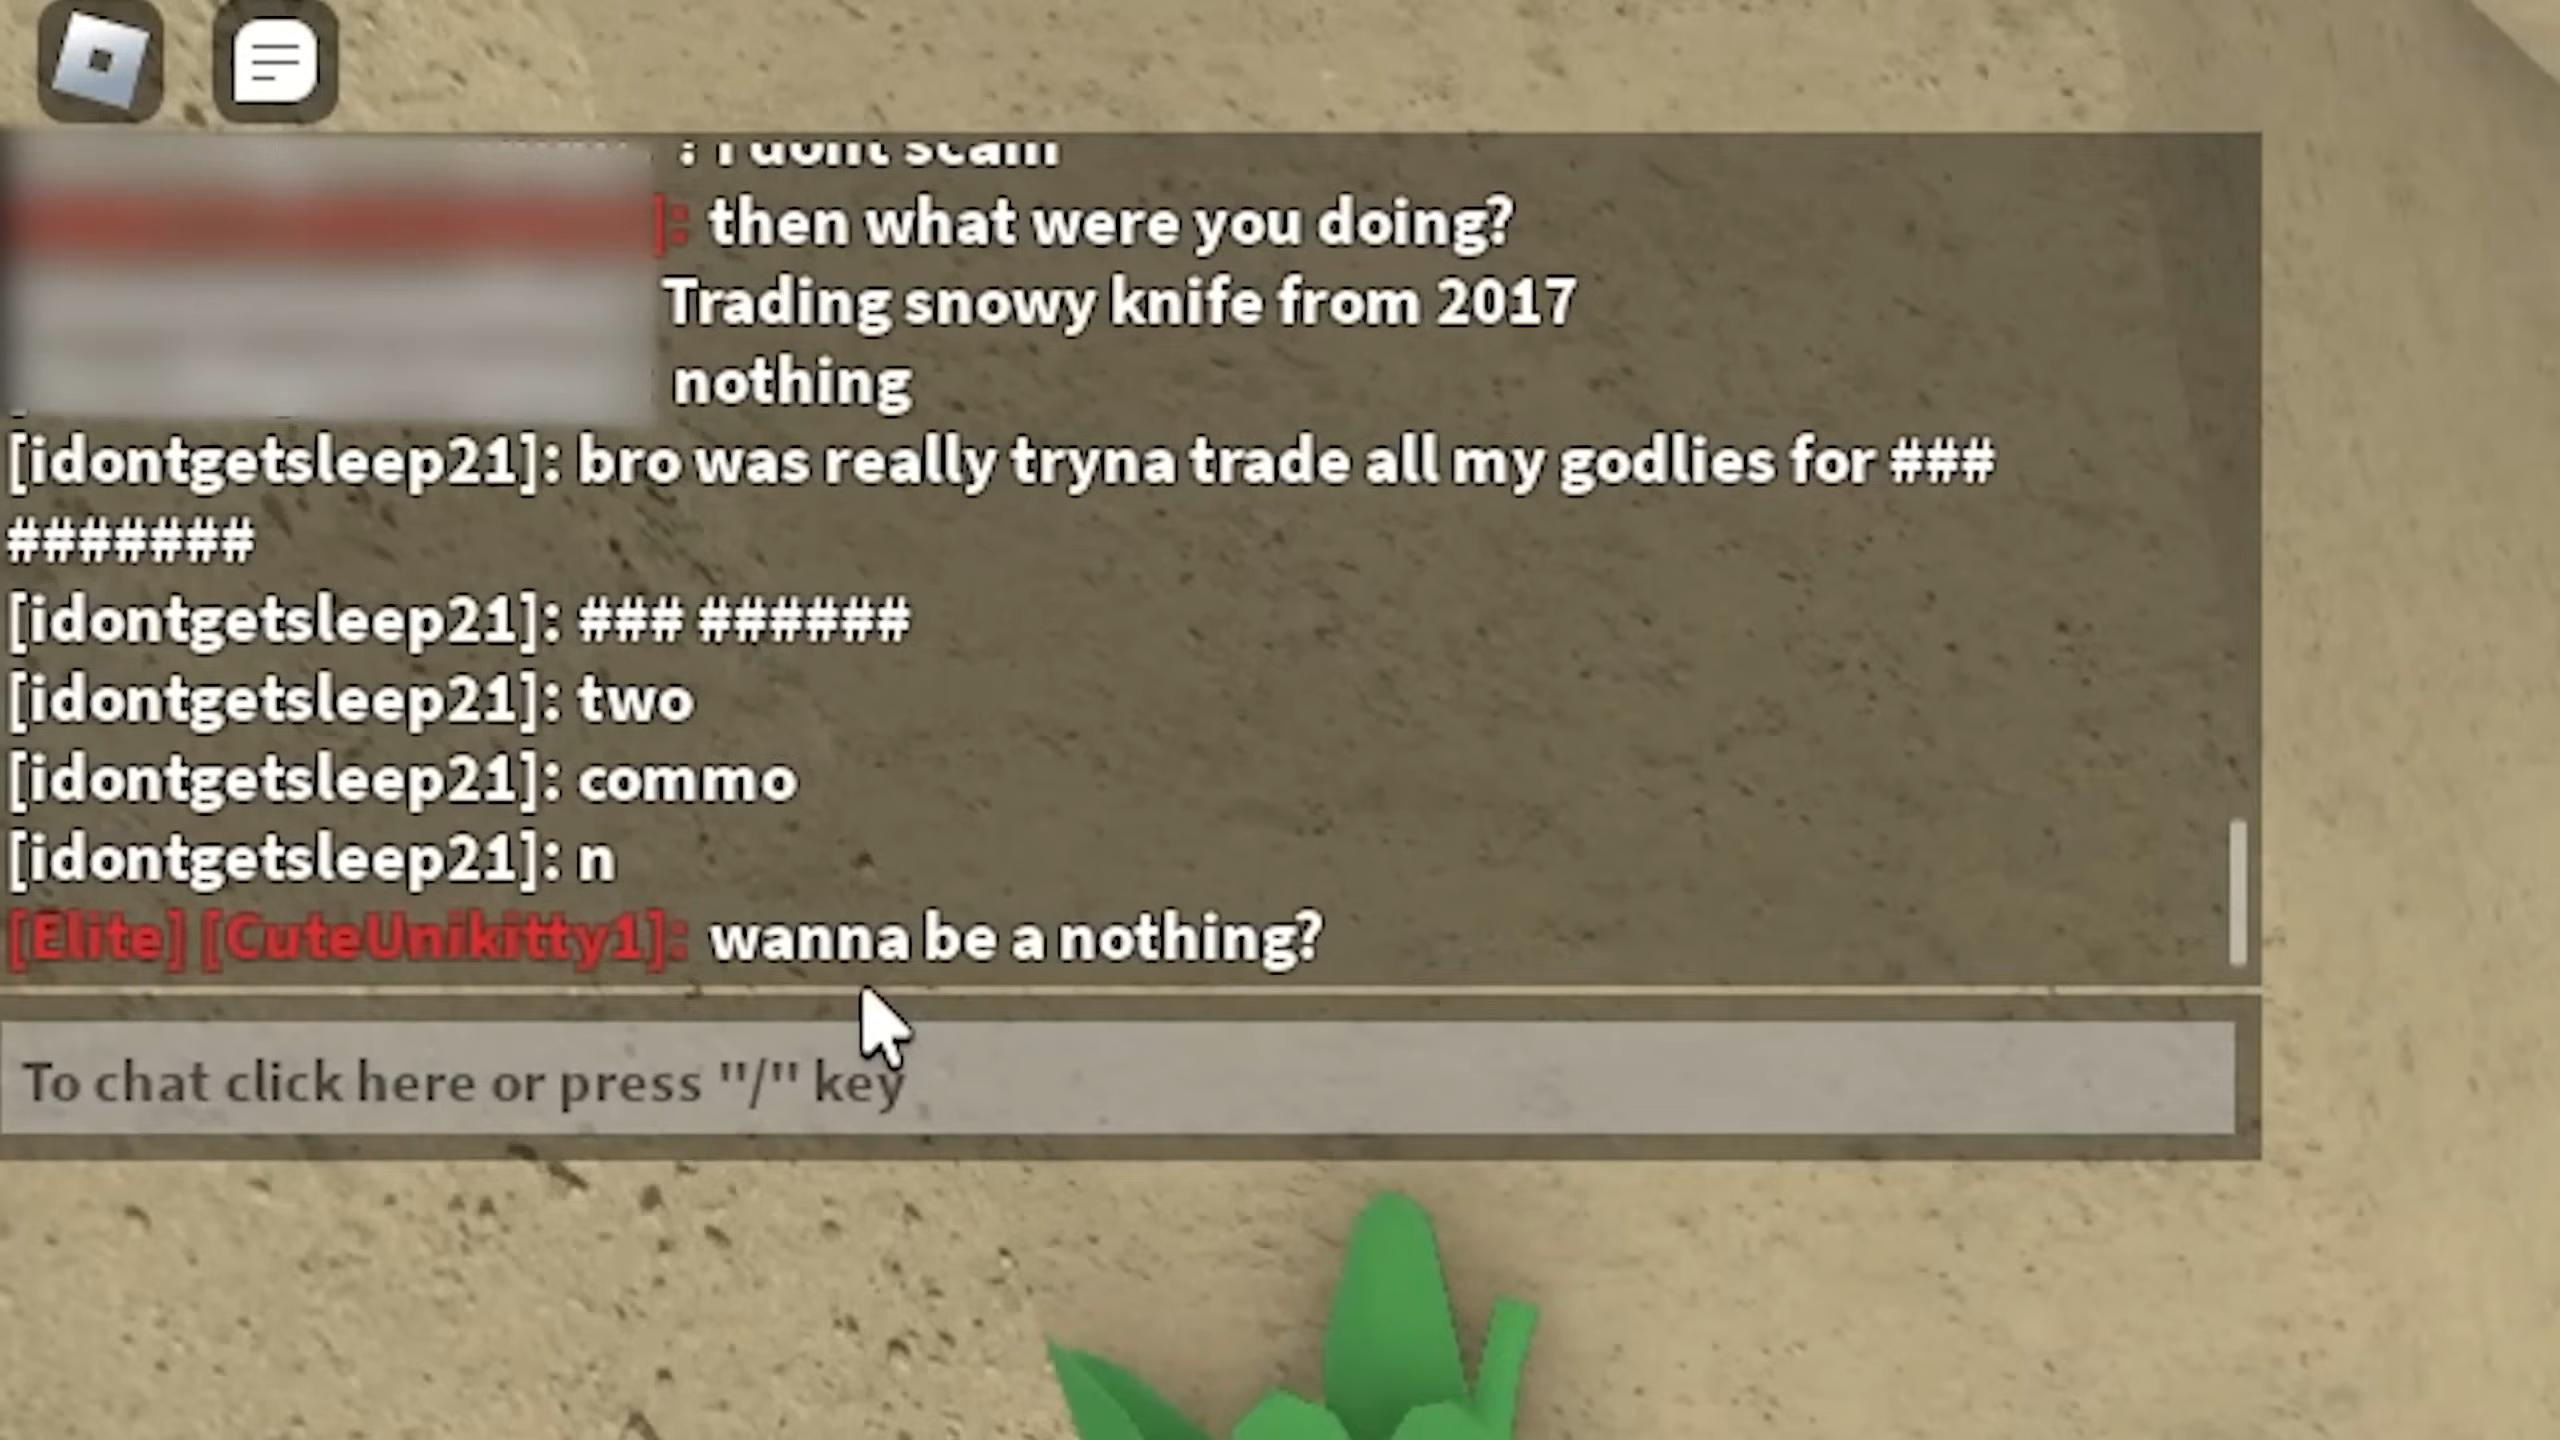 : i dont scam
]: then what were you doing?
Trading snowy knife from 2017
nothing
[idontgetsleep21]: bro was really tryna trade all my godlies for ###
#######
[idontgetsleep21]: ### ######
[idontgetsleep21]: two
[idontgetsleep21]: commo
[idontgetsleep21]: n
[Elite] [CuteUnikitty1]: wanna be a nothing?
To chat click here or press "/" key